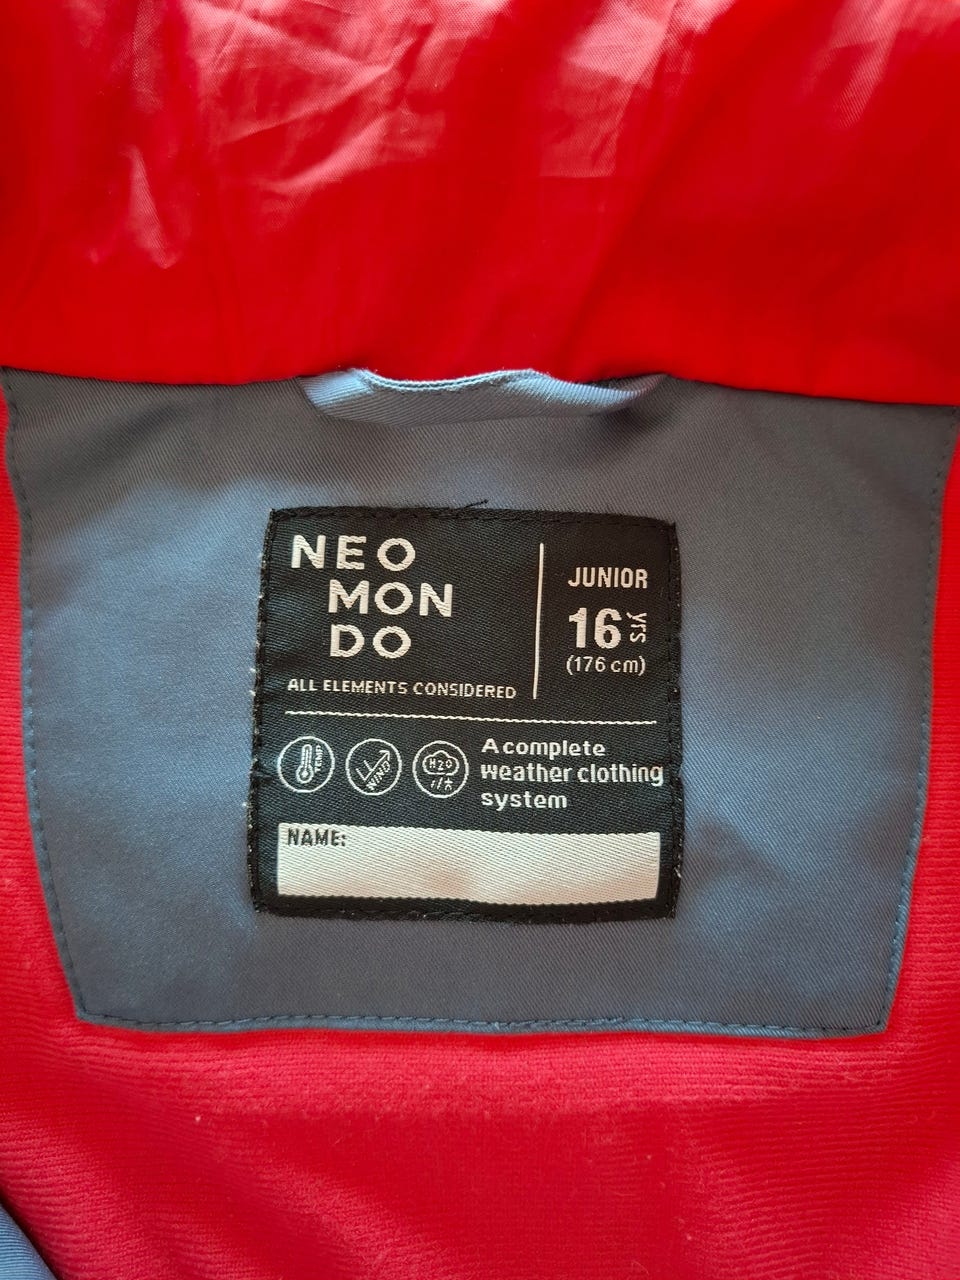 NEO
MON
DO
ALL ELEMENTS CONSIDERED
JUNIOR
16 yrs
(176 cm)
TEMP
WIND
H2O
A complete
weather clothing
system
NAME: